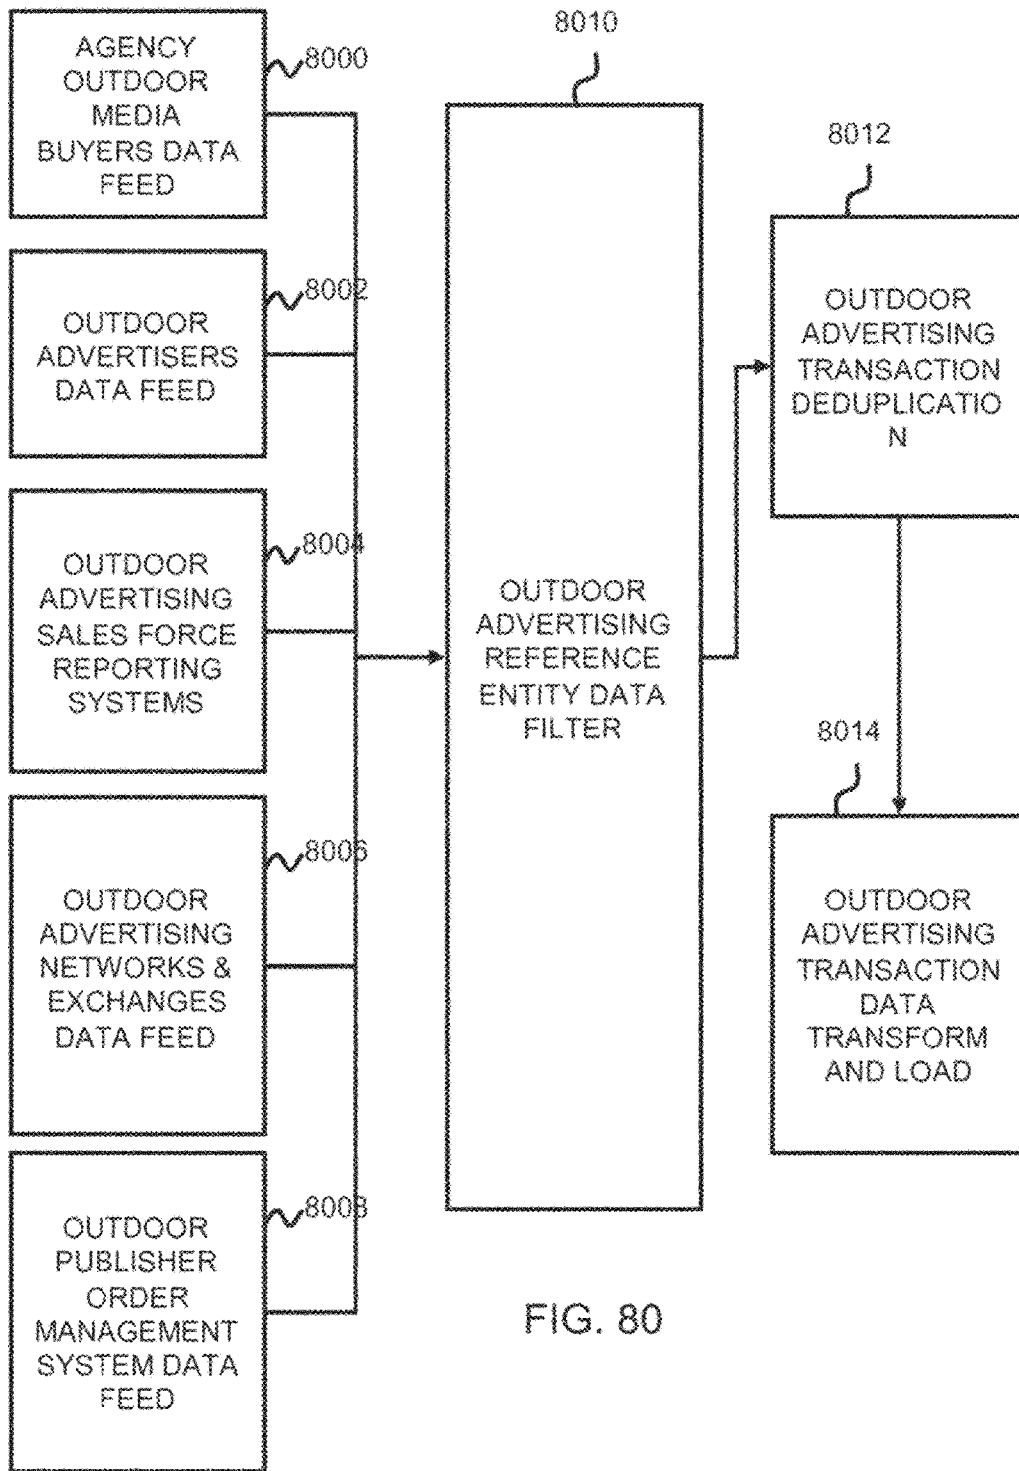 AGENCY
OUTDOOR
MEDIA
BUYERS DATA
FEED
8000
OUTDOOR
ADVERTISERS
DATA FEED
8002
OUTDOOR
ADVERTISING
SALES FORCE
REPORTING
SYSTEMS
8004
OUTDOOR
ADVERTISING
NETWORKS &
EXCHANGES
DATA FEED
8006
OUTDOOR
PUBLISHER
ORDER
MANAGEMENT
SYSTEM DATA
FEED
8008
8010
OUTDOOR
ADVERTISING
REFERENCE
ENTITY DATA
FILTER
8012
OUTDOOR
ADVERTISING
TRANSACTION
DEDUPLICATIO
N
8014
OUTDOOR
ADVERTISING
TRANSACTION
DATA
TRANSFORM
AND LOAD
FIG. 80